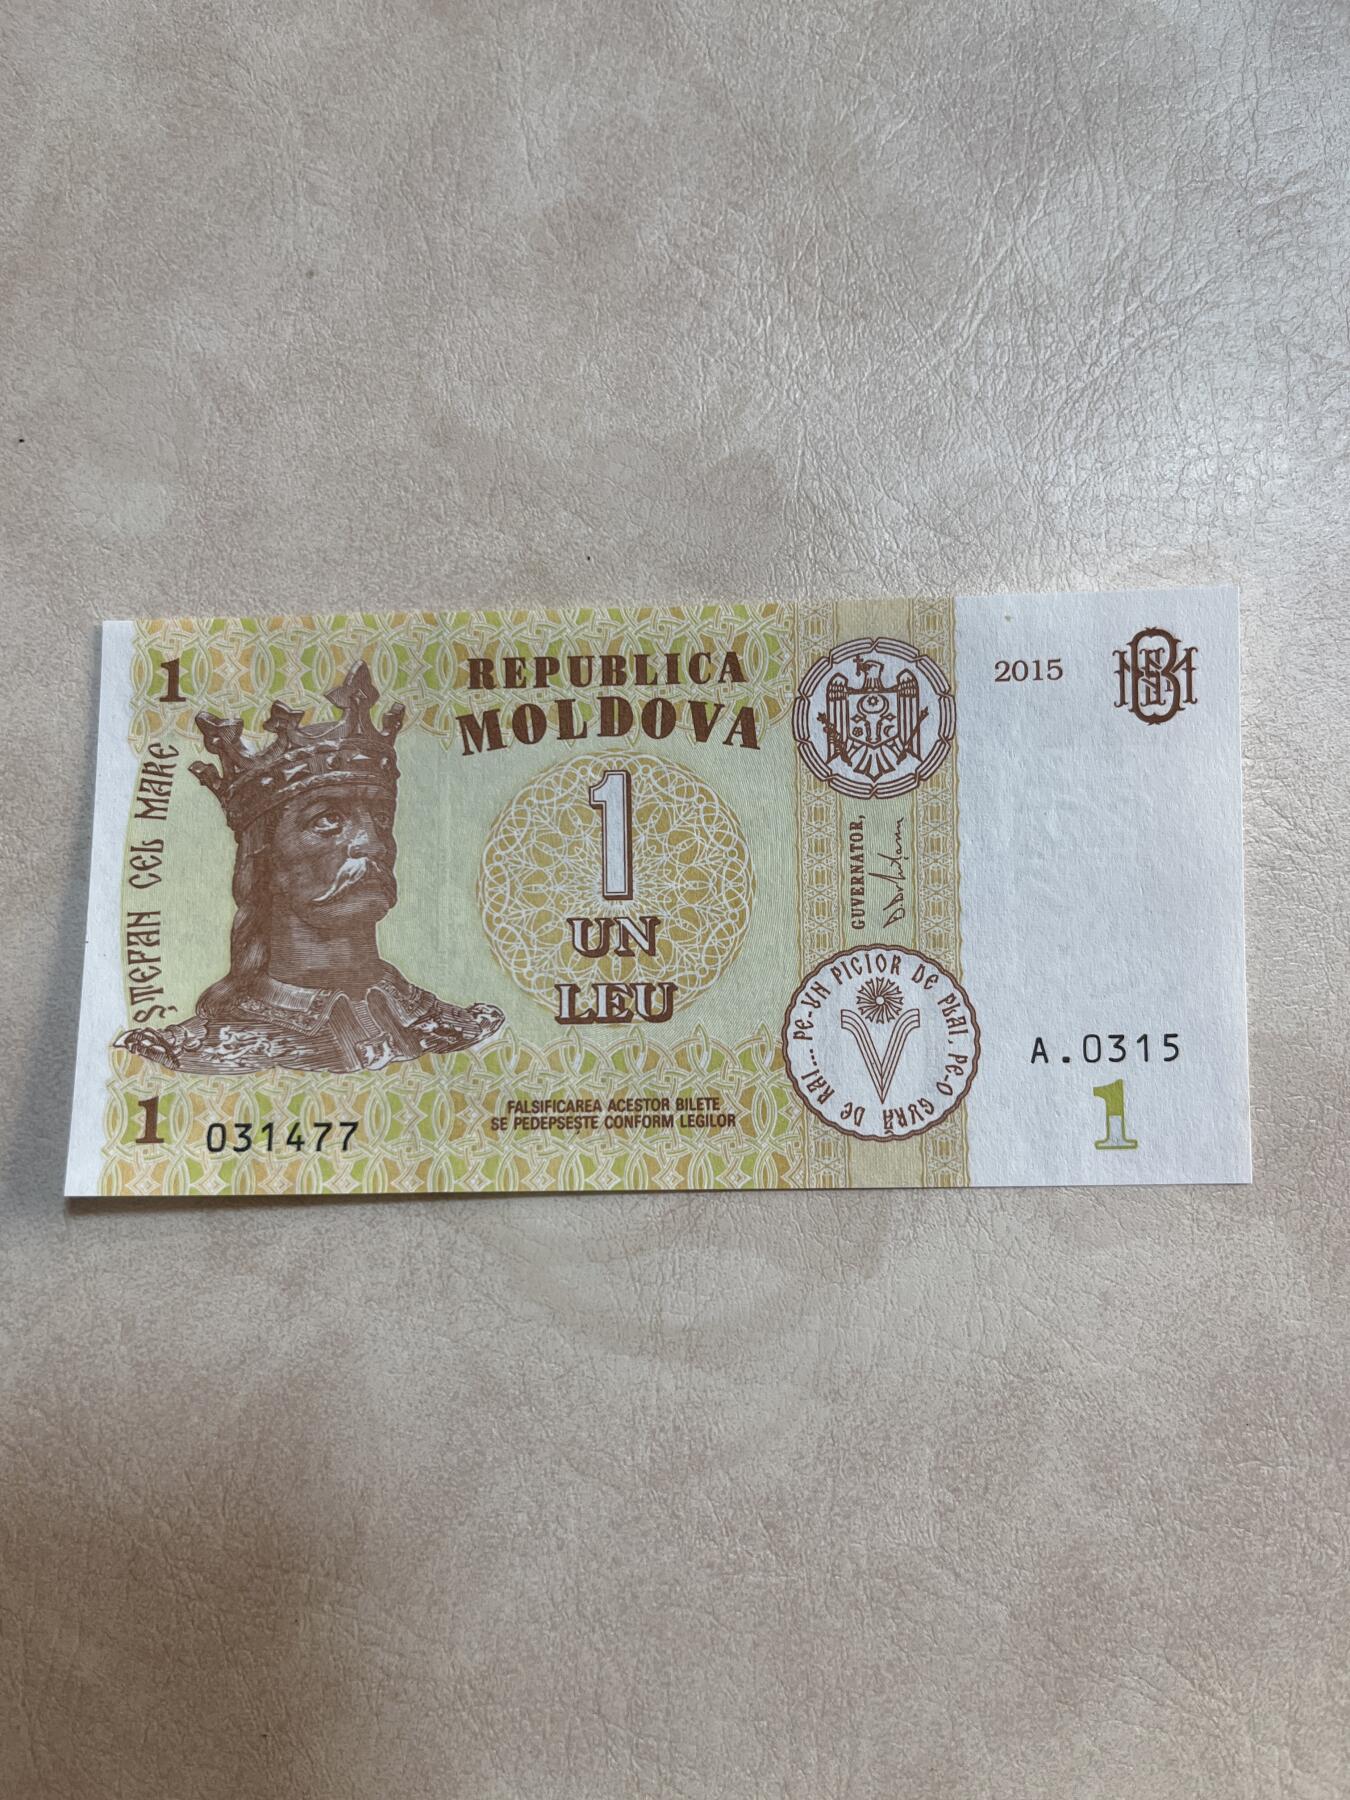 1
REPUBLICA
MOLDOVA
2015
BNM
ȘTEFAN CEL MARE
1
UN
LEU
GUVERNATOR,
PE-UN PICIOR DE PLAI, PE-O GURĂ DE RAI...
A.0315
1
031477
FALSIFICAREA ACESTOR BILETE
SE PEDEPSEȘTE CONFORM LEGILOR
1